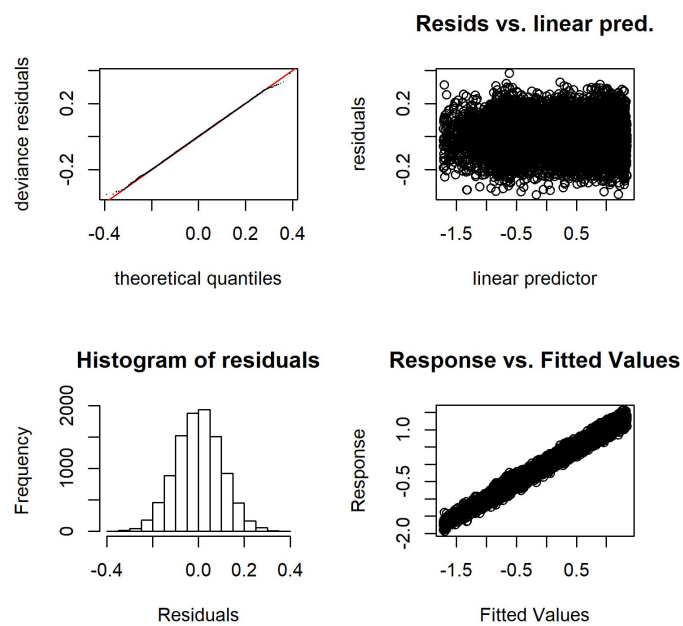 deviance residuals
0.2
-0.2
-0.4 0.0 0.2 0.4
theoretical quantiles
Resids vs. linear pred.
residuals
0.2
-0.2
-1.5 -0.5 0.5
linear predictor
Histogram of residuals
Frequency
2000
1000
0
-0.4 0.0 0.2 0.4
Residuals
Response vs. Fitted Values
Response
1.0
-0.5
-2.0
-1.5 -0.5 0.5
Fitted Values